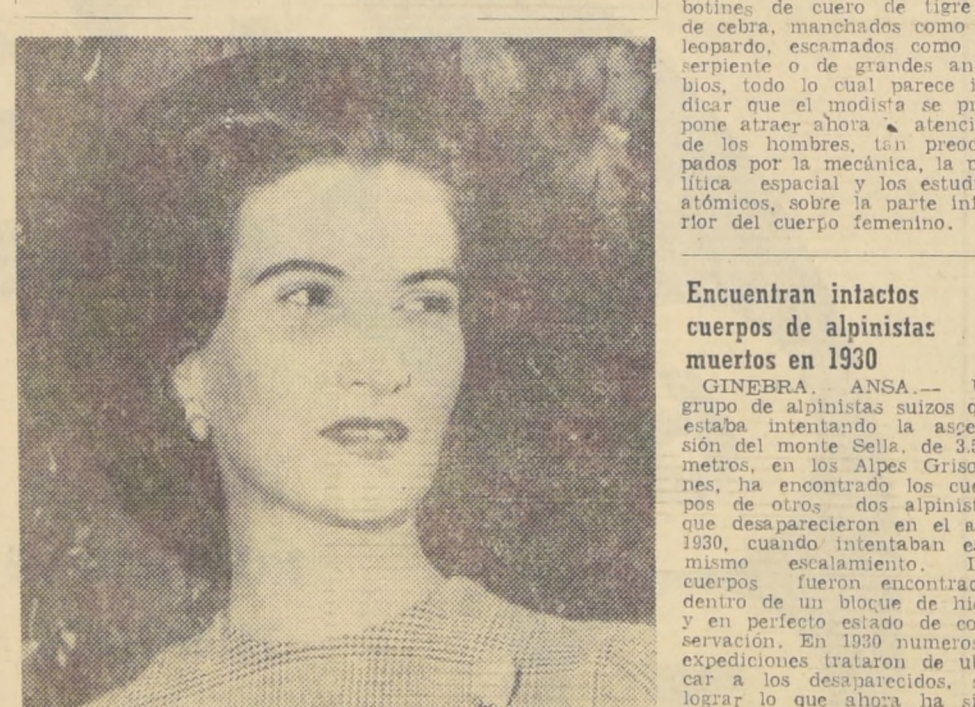 botines de cuero de tigre
de cebra, manchados como
leopardo, escamados como
serpiente o de grandes an
bios, todo lo cual parece i
dicar que el modista se pr
pone atraer ahora atenci
de los hombres, tan preoc
pados por la mecánica, la p
lítica espacial y los estudi
atómicos, sobre la parte inf
rior del cuerpo femenino.
Encuentran intactos
cuerpos de alpinistas
muertos en 1930
GINEBRA. ANSA.—
grupo de alpinistas suizos q
estaba intentando la asce
sión del monte Sella, de 3.5
metros, en los Alpes Griso
nes, ha encontrado los cue
pos de otros dos alpinist
que desaparecieron en el a
1930, cuando intentaban e
mismo escalamiento.
cuerpos fueron encontrad
dentro de un bloque de hi
y en perfecto estado de co
servación. En 1930 numeros
expediciones trataron de ub
car a los desaparecidos, s
lograr lo que ahora ha si